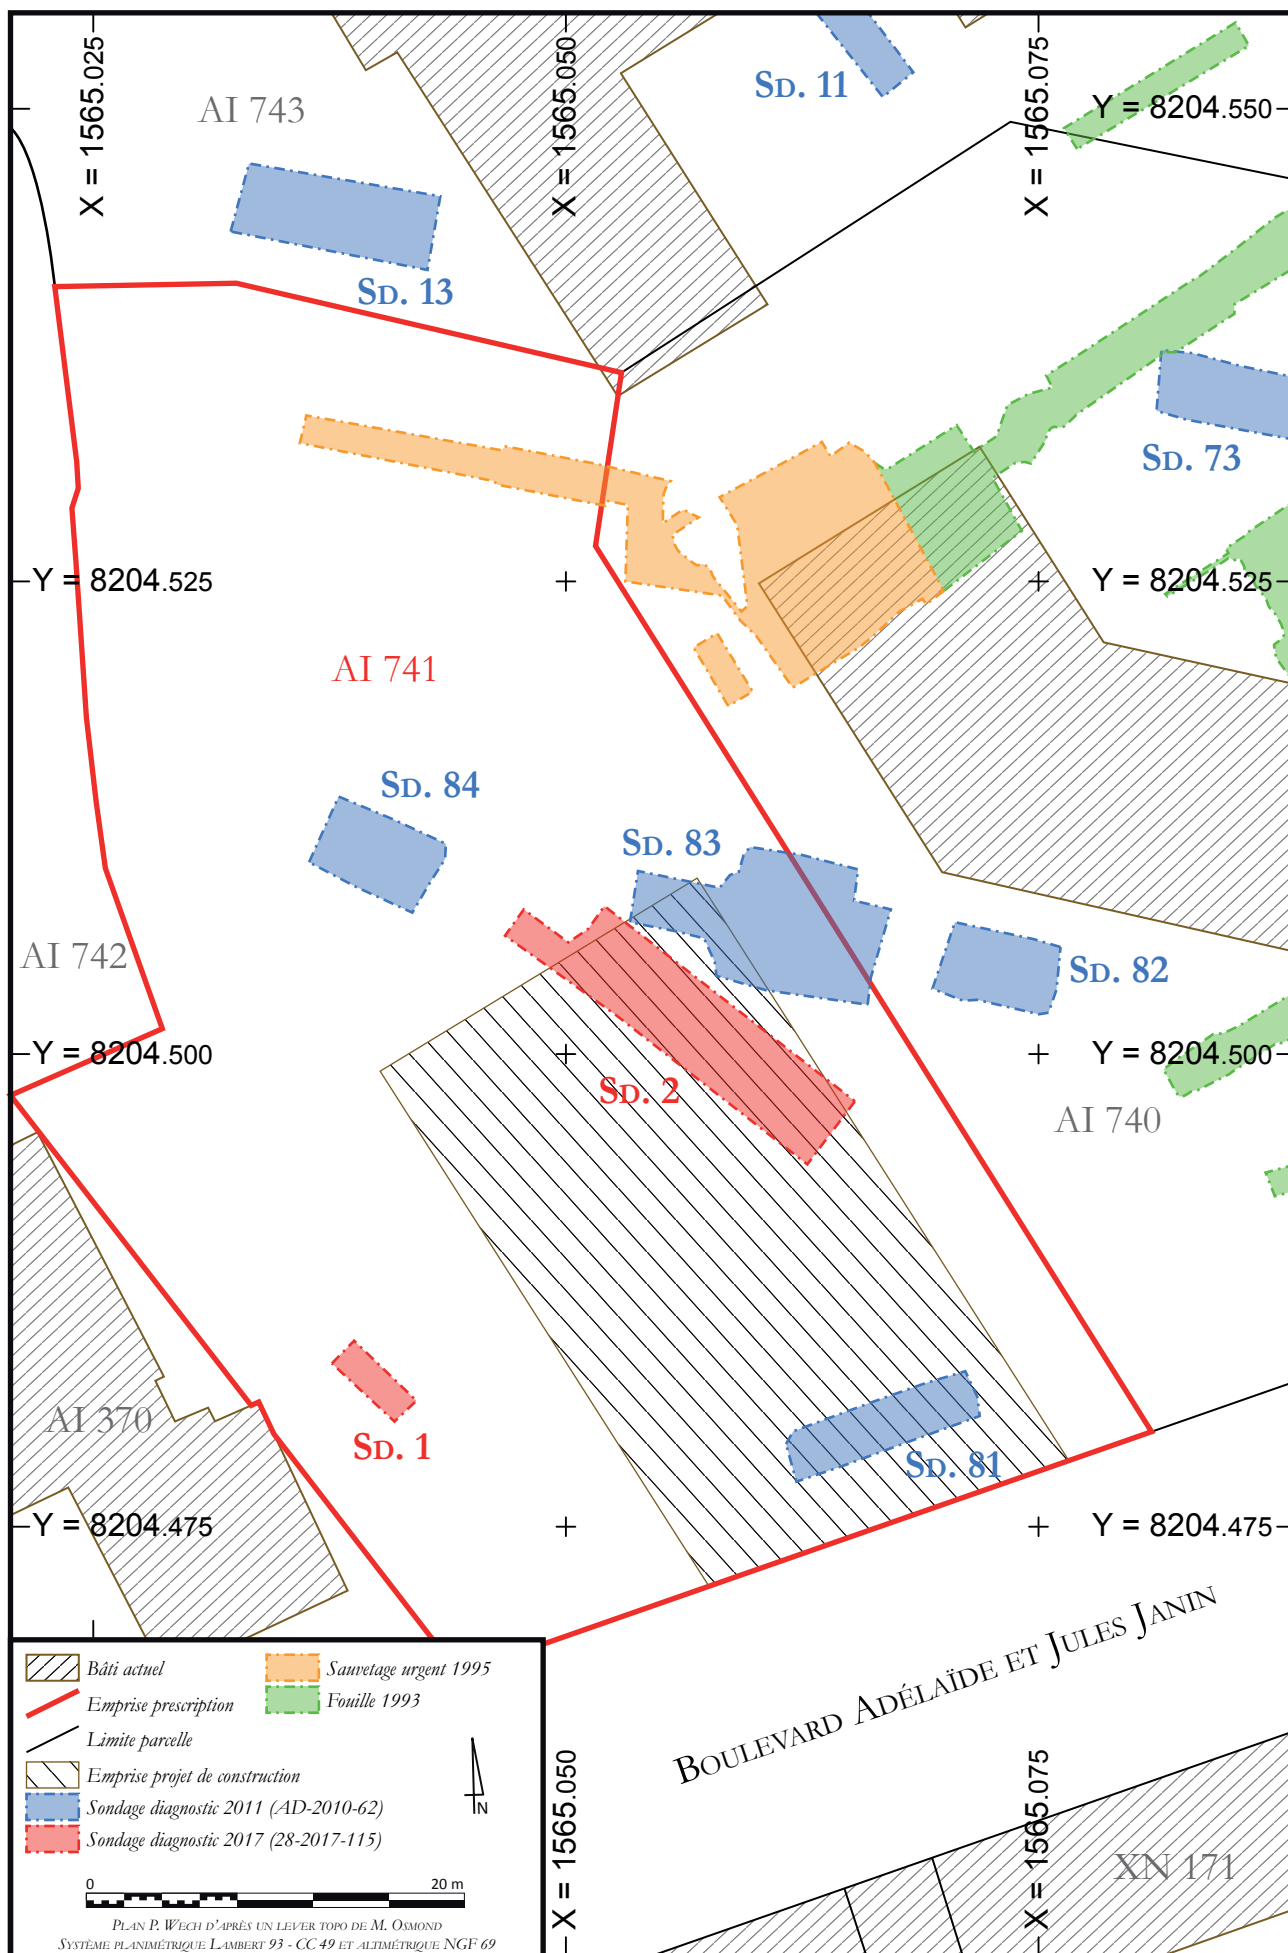 X = 1565.025
X = 1565.050
X = 1565.075
SD. 11
AI 743
Y = 8204.550
SD. 13
SD. 73
Y = 8204.525
Y = 8204.525
AI 741
SD. 84
SD. 83
AI 742
SD. 82
Y = 8204.500
Y = 8204.500
SD. 2
AI 740
AI 370
SD. 1
SD. 81
Y = 8204.475
Y = 8204.475
BOULEVARD ADÉLAÏDE ET JULES JANIN
Bâti actuel
Emprise prescription
Limite parcelle
Emprise projet de construction
Sondage diagnostic 2011 (AD-2010-62)
Sondage diagnostic 2017 (28-2017-115)
Sauvetage urgent 1995
Fouille 1993
N
0 20 m
PLAN P. WECH D'APRÈS UN LEVER TOPO DE M. OSMOND
SYSTÈME PLANIMÉTRIQUE LAMBERT 93 - CC 49 ET ALTIMÉTRIQUE NGF 69
X = 1565.050
X = 1565.075
XN 171